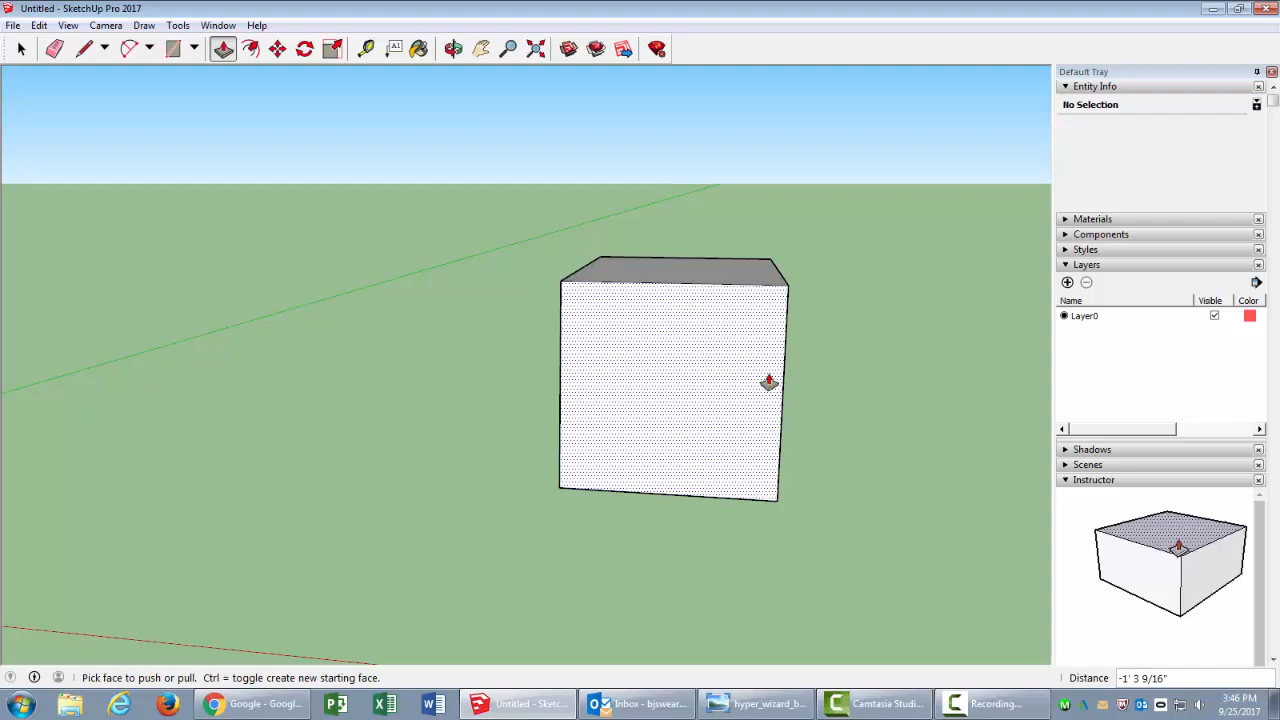 Untitled - SketchUp Pro 2017
File Edit View Camera Draw Tools Window Help
A1
Default Tray
Entity Info
No Selection
Materials
Components
Styles
Layers
Name Visible Color
Layer0
Shadows
Scenes
Instructor
Pick face to push or pull. Ctrl = toggle create new starting face.
Distance -1' 3 9/16"
Google - Googl...
Untitled - Sketc...
Inbox - bjswear...
hyper_wizard_b...
Camtasia Studi...
Recording...
3:46 PM
9/25/2017